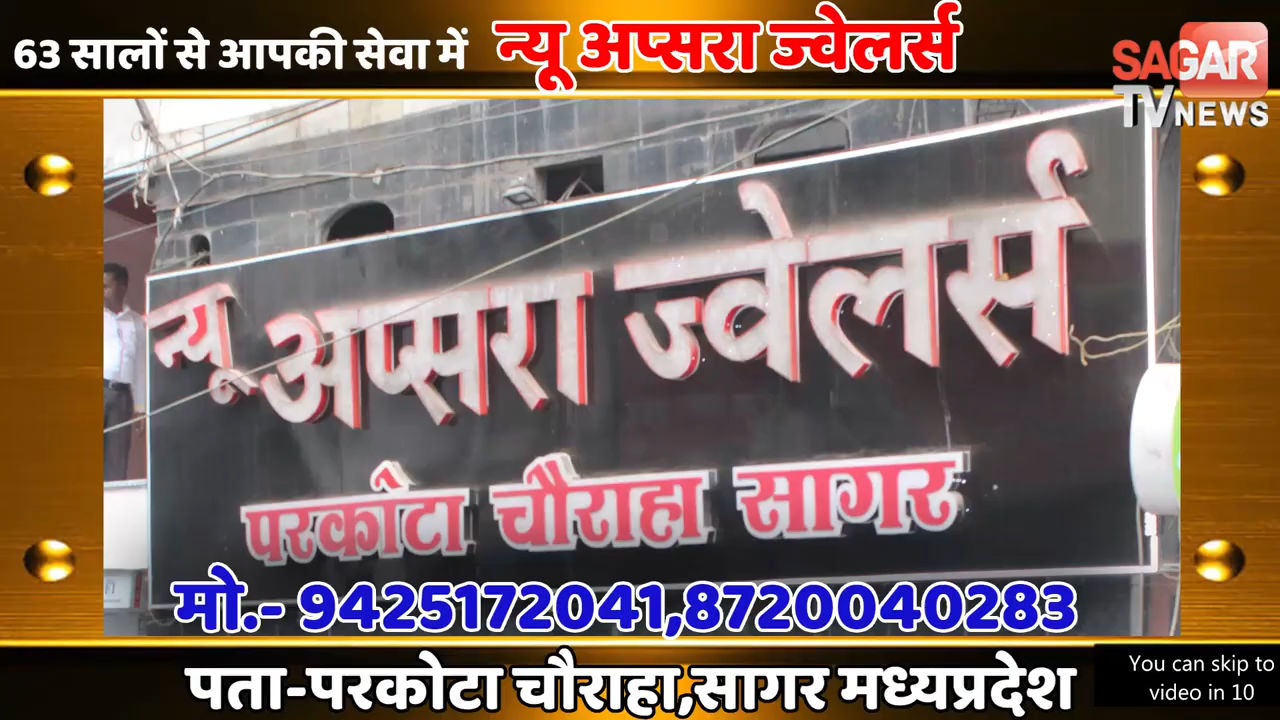 63 सालों से आपकी सेवा में न्यू अप्सरा ज्वेलर्स
SAGAR
TV NEWS
न्यू अप्सरा ज्वेलर्स
परकोटा चौराहा सागर
मो.- 9425172041,8720040283
पता-परकोटा चौराहा,सागर मध्यप्रदेश
You can skip to
video in 10